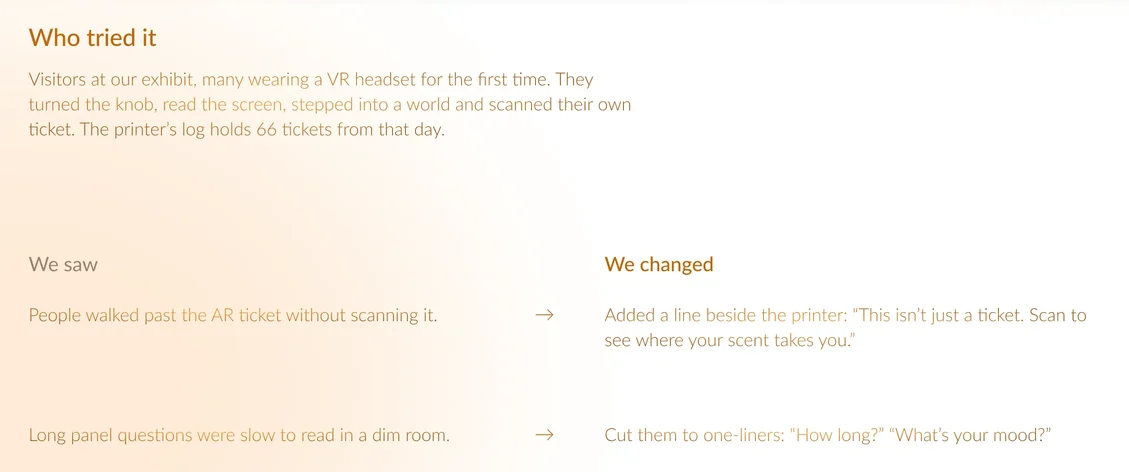 Who tried it
Visitors at our exhibit, many wearing a VR headset for the first time. They
turned the knob, read the screen, stepped into a world and scanned their own
ticket. The printer’s log holds 66 tickets from that day.
We saw
We changed
People walked past the AR ticket without scanning it.
→
Added a line beside the printer: “This isn’t just a ticket. Scan to
see where your scent takes you.”
Long panel questions were slow to read in a dim room.
→
Cut them to one-liners: “How long?” “What’s your mood?”